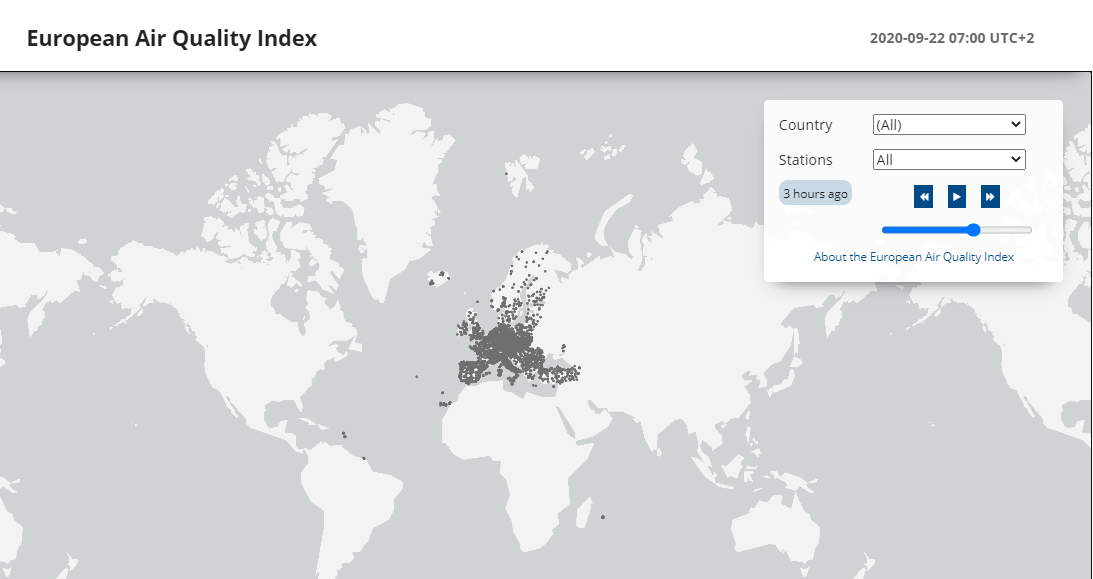 European Air Quality Index
2020-09-22 07:00 UTC+2
Country (All)
Stations All
3 hours ago
About the European Air Quality Index